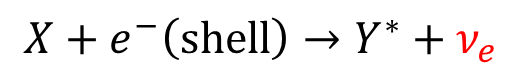 X + e⁻(shell) → Y* + νₑ